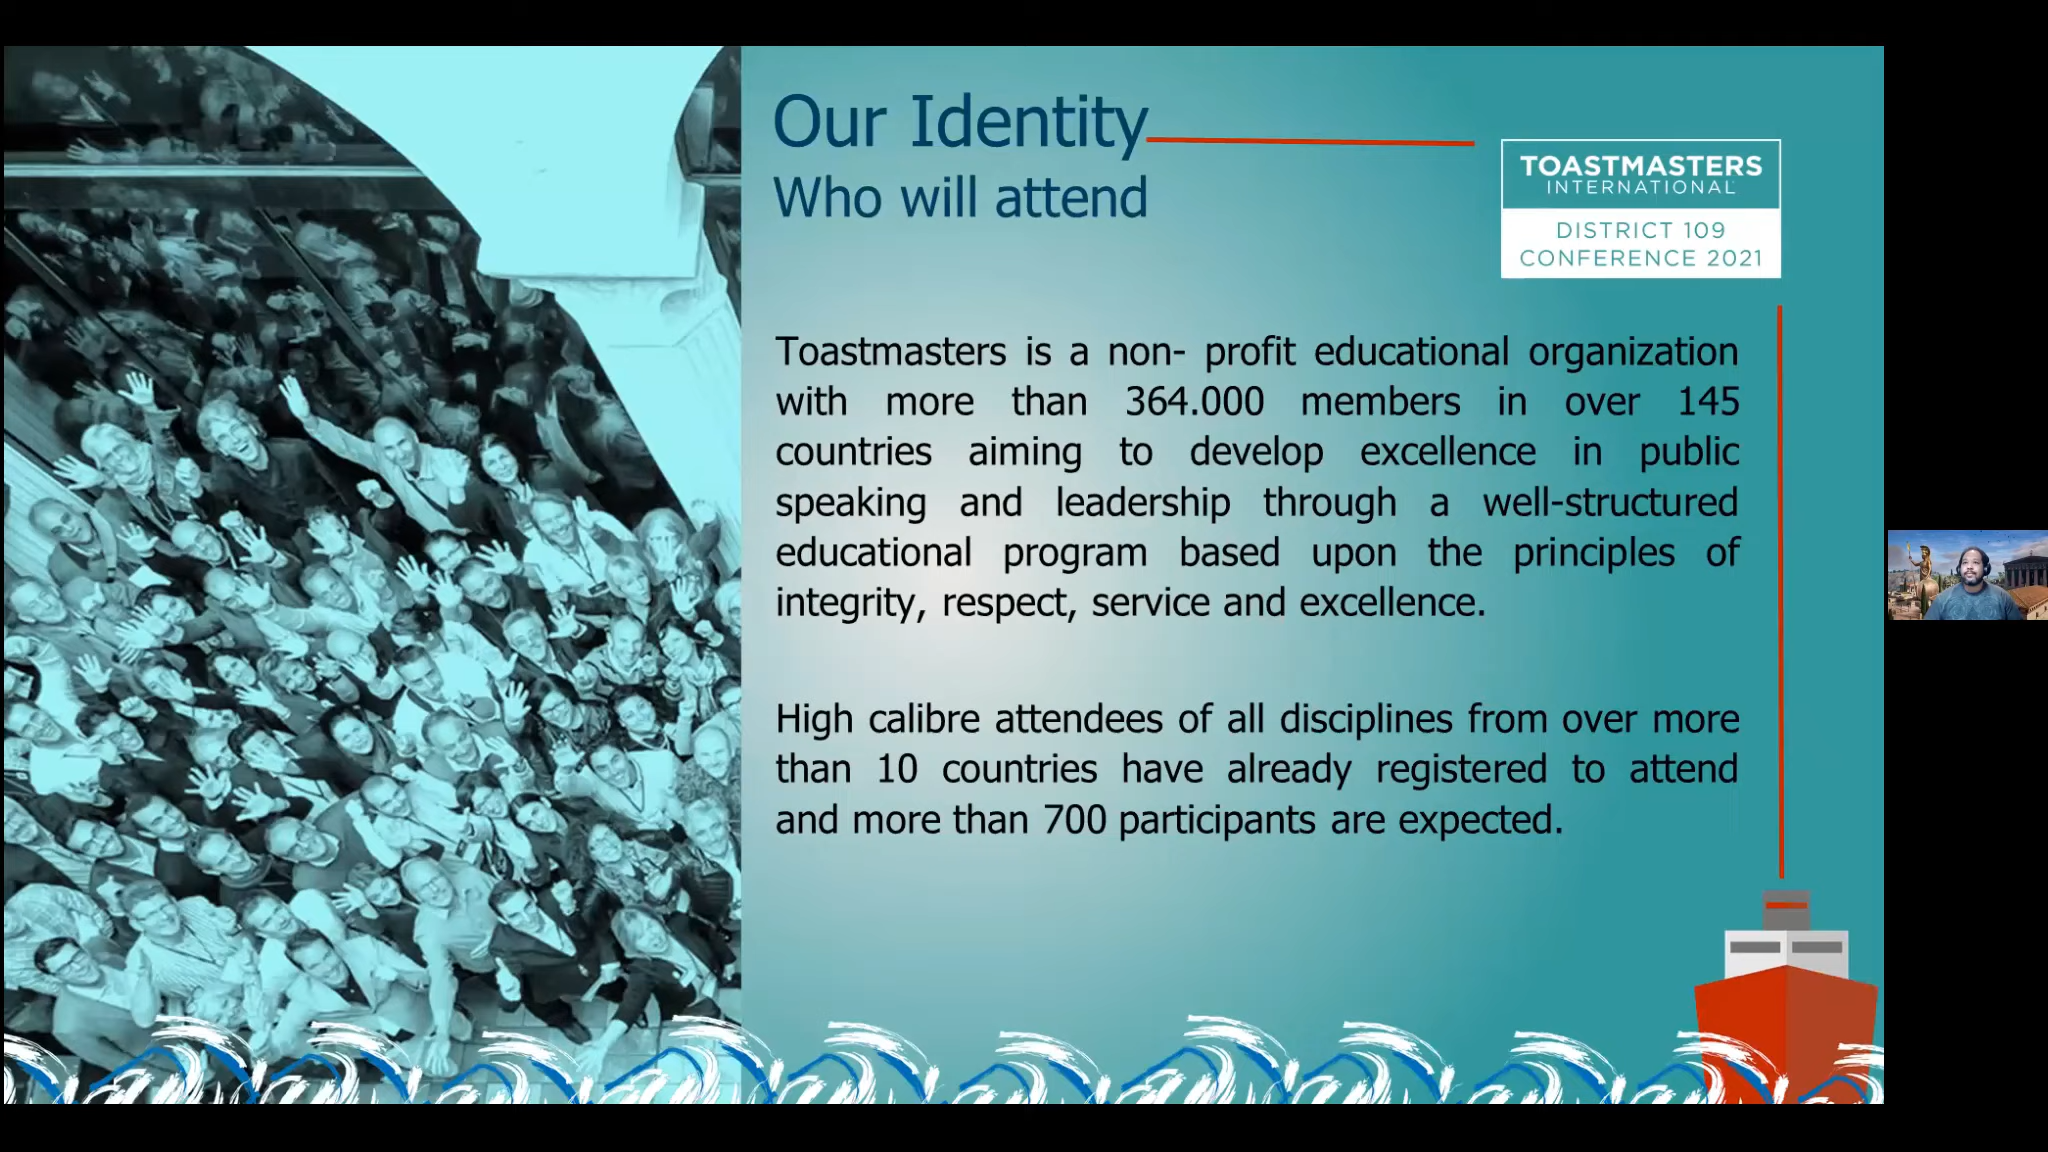 Our Identity
Who will attend
TOASTMASTERS
INTERNATIONAL
DISTRICT 109
CONFERENCE 2021
Toastmasters is a non- profit educational organization
with more than 364.000 members in over 145
countries aiming to develop excellence in public
speaking and leadership through a well-structured
educational program based upon the principles of
integrity, respect, service and excellence.
High calibre attendees of all disciplines from over more
than 10 countries have already registered to attend
and more than 700 participants are expected.